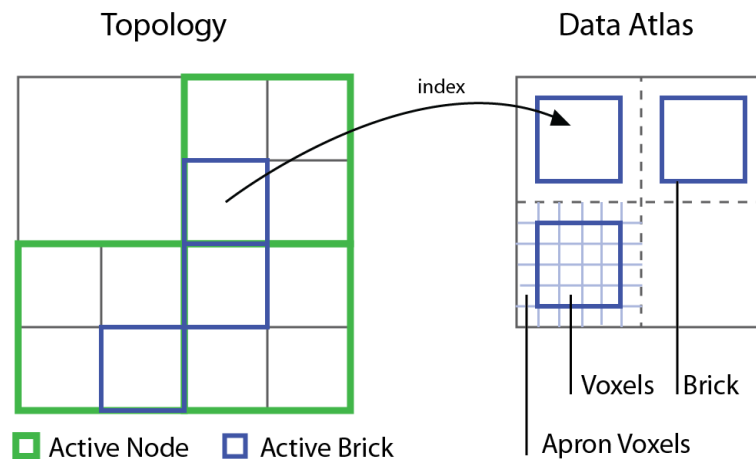 Topology
Data Atlas
index
Voxels
Brick
Active Node
Active Brick
Apron Voxels